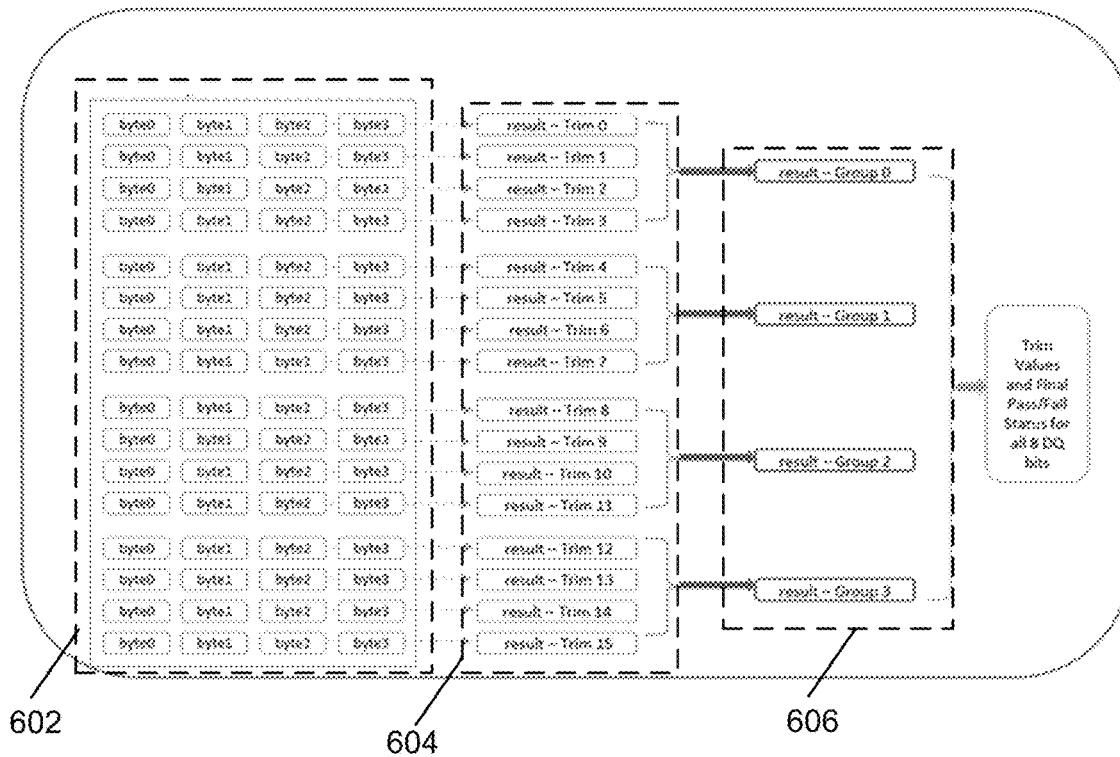 byte0 byte1 byte2 byte3 result – Trim 0
byte0 byte1 byte2 byte3 result – Trim 1
byte0 byte1 byte2 byte3 result – Trim 2
byte0 byte1 byte2 byte3 result – Trim 3
result – Group 0
byte0 byte1 byte2 byte3 result – Trim 4
byte0 byte1 byte2 byte3 result – Trim 5
byte0 byte1 byte2 byte3 result – Trim 6
byte0 byte1 byte2 byte3 result – Trim 7
result – Group 1
byte0 byte1 byte2 byte3 result – Trim 8
byte0 byte1 byte2 byte3 result – Trim 9
byte0 byte1 byte2 byte3 result – Trim 10
byte0 byte1 byte2 byte3 result – Trim 11
result – Group 2
byte0 byte1 byte2 byte3 result – Trim 12
byte0 byte1 byte2 byte3 result – Trim 13
byte0 byte1 byte2 byte3 result – Trim 14
byte0 byte1 byte2 byte3 result – Trim 15
result – Group 3
Trim
Values
and Final
Pass/Fail
Status for
all 8 DQ
bits
602
604
606